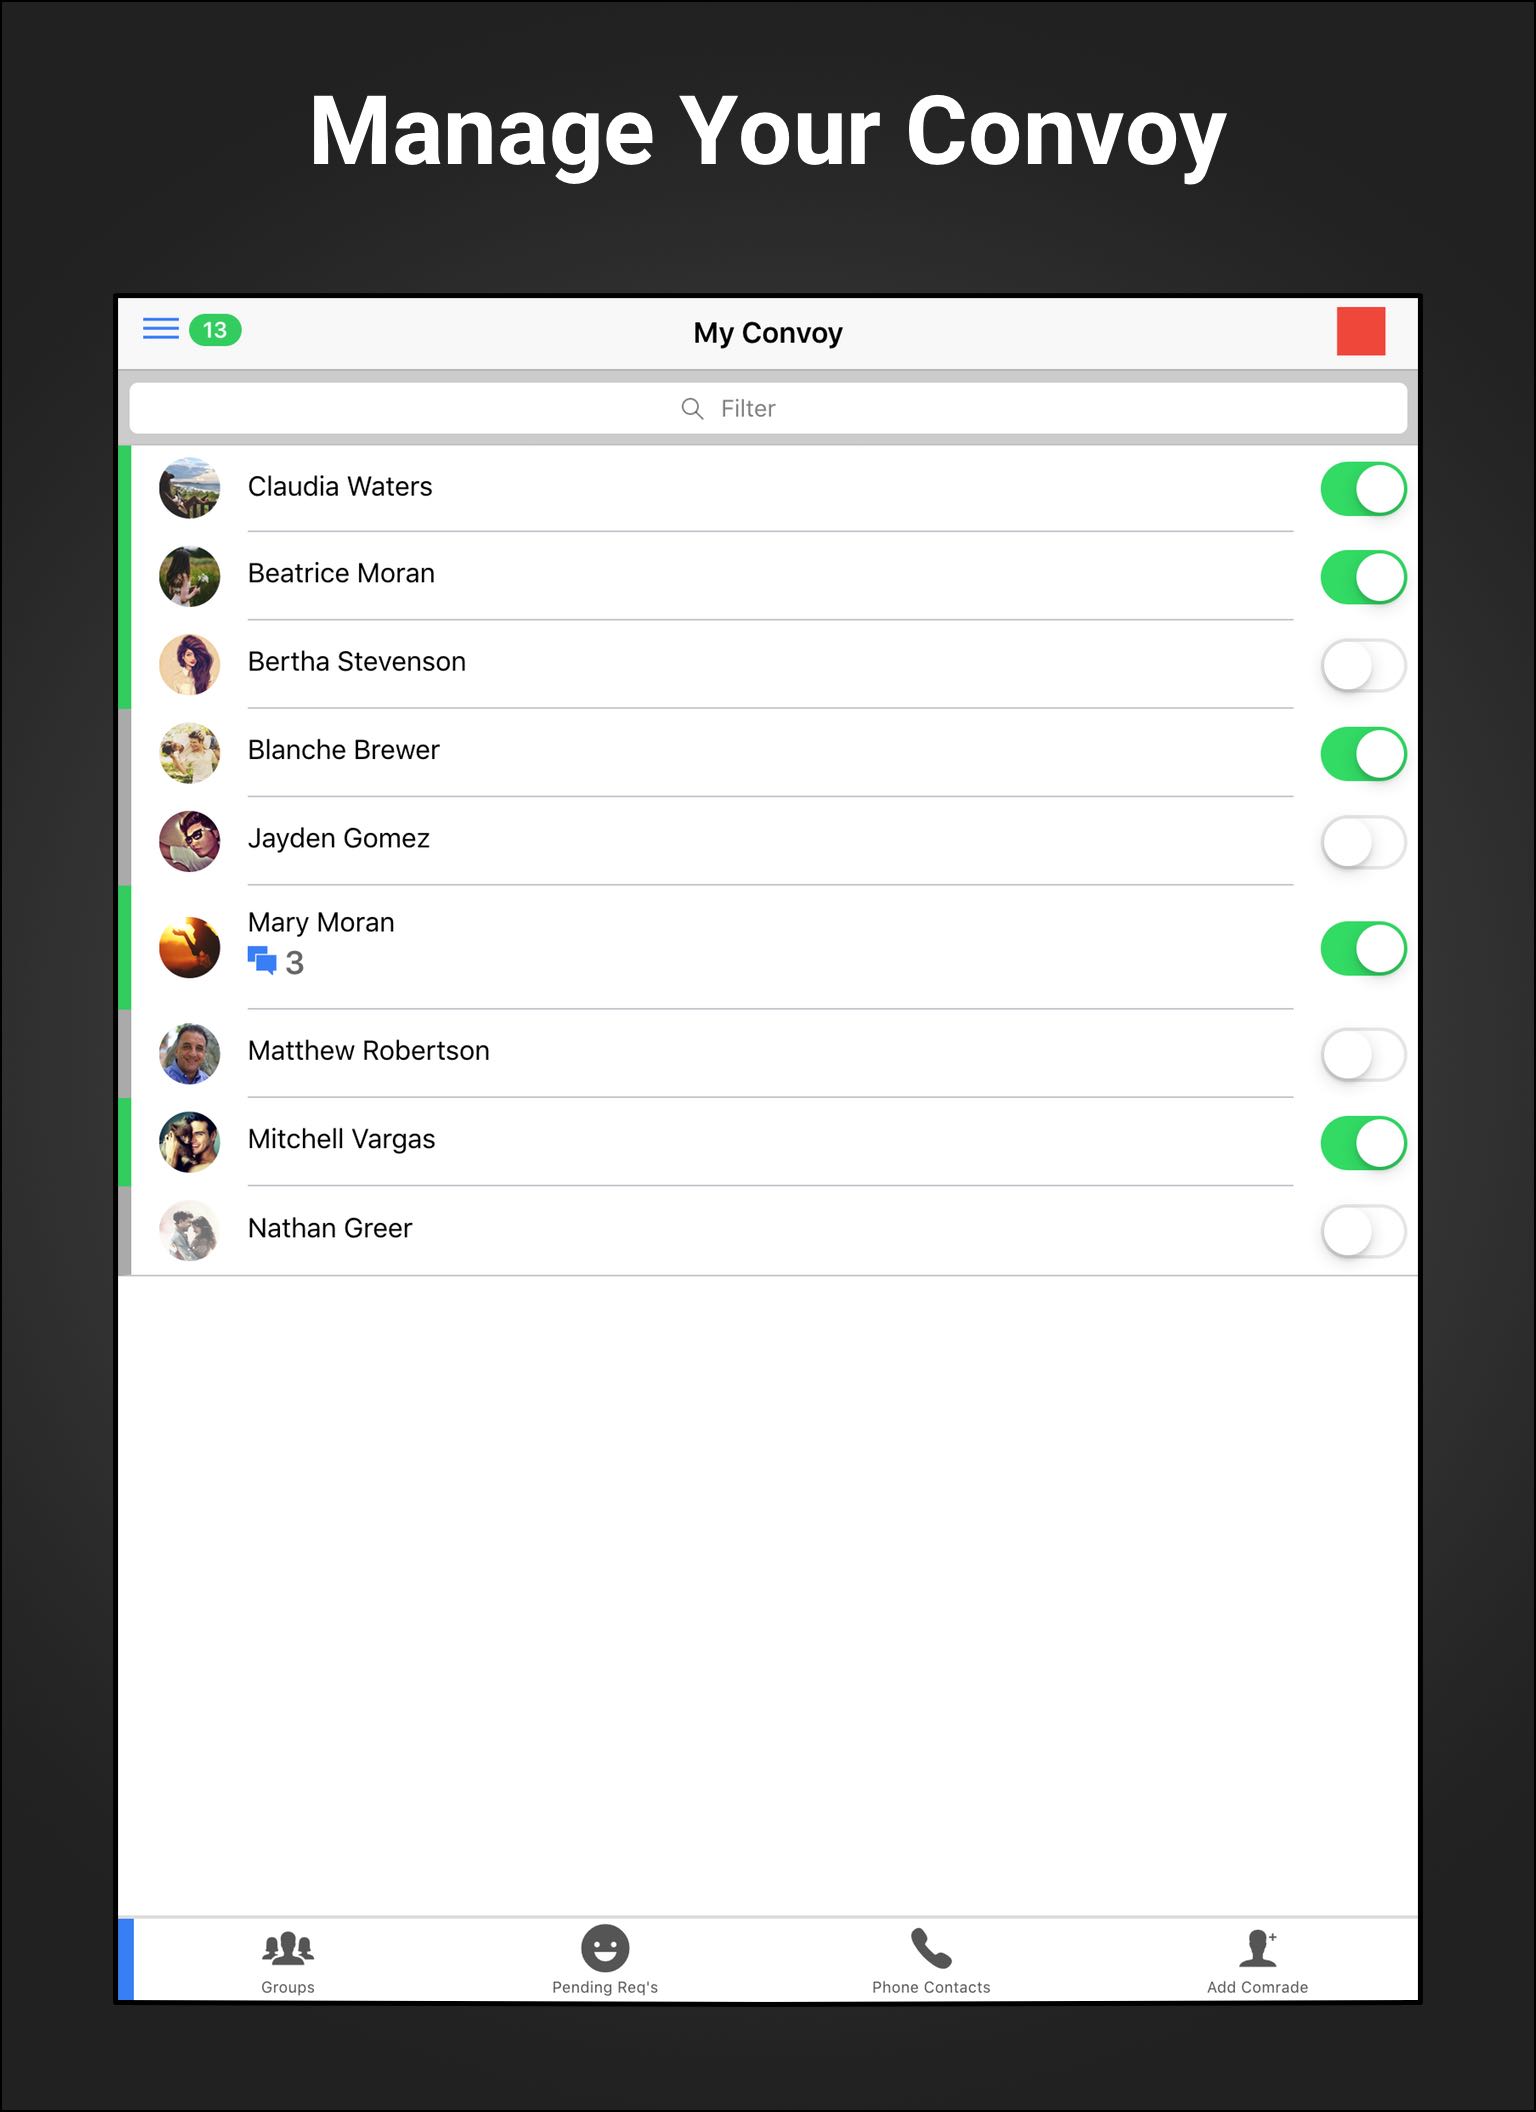 Manage Your Convoy
13
My Convoy
Filter
Claudia Waters
Beatrice Moran
Bertha Stevenson
Blanche Brewer
Jayden Gomez
Mary Moran
3
Matthew Robertson
Mitchell Vargas
Nathan Greer
Groups
Pending Req's
Phone Contacts
Add Comrade